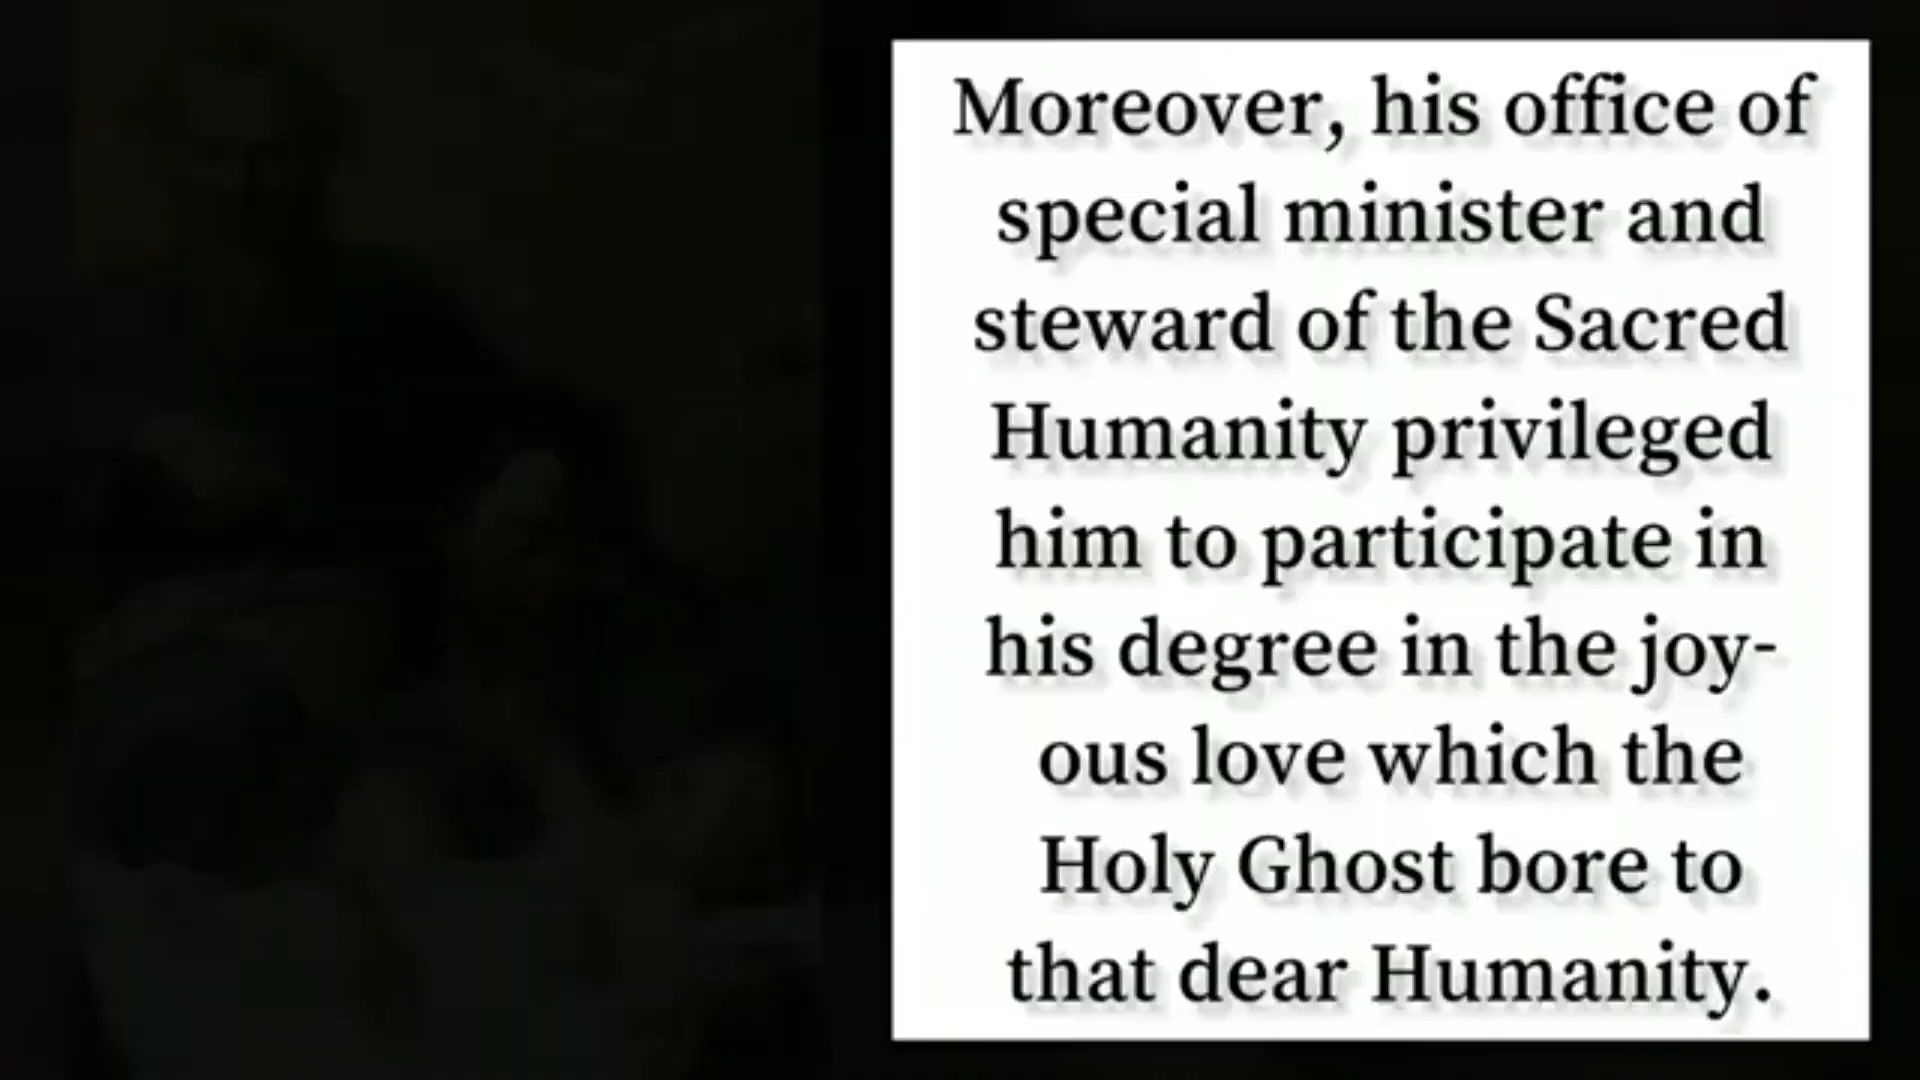 Moreover, his office of
special minister and
steward of the Sacred
Humanity privileged
him to participate in
his degree in the joy-
ous love which the
Holy Ghost bore to
that dear Humanity.